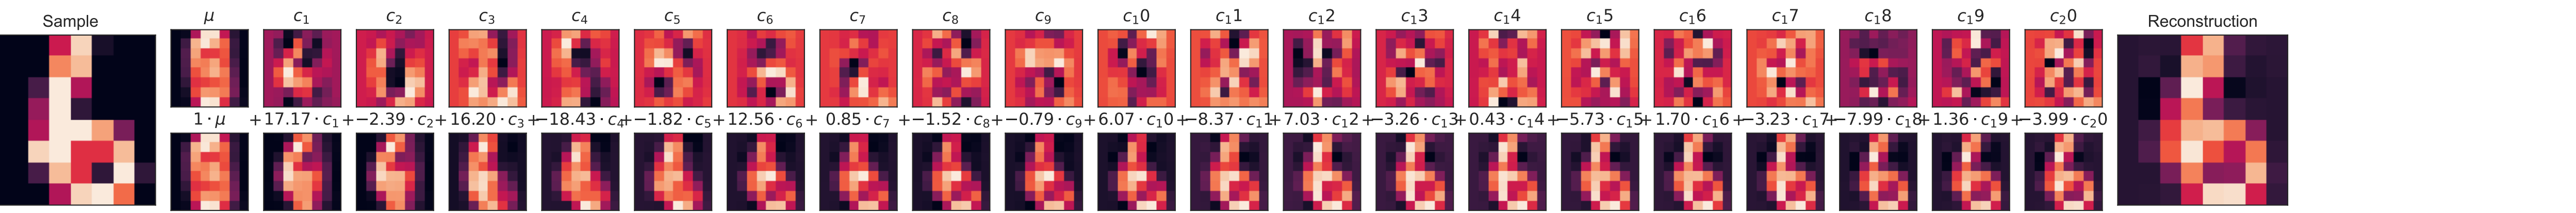 Sample μ c₁ c₂ c₃ c₄ c₅ c₆ c₇ c₈ c₉ c₁0 c₁1 c₁2 c₁3 c₁4 c₁5 c₁6 c₁7 c₁8 c₁9 c₂0 Reconstruction
1 · μ +17.17 · c₁ +−2.39 · c₂ +16.20 · c₃ +−18.43 · c₄ +−1.82 · c₅ +12.56 · c₆ + 0.85 · c₇ +−1.52 · c₈ +−0.79 · c₉ +6.07 · c₁0 +−8.37 · c₁1 +7.03 · c₁2 +−3.26 · c₁3 +0.43 · c₁4 +−5.73 · c₁5 +1.70 · c₁6 +−3.23 · c₁7 +−7.99 · c₁8 +1.36 · c₁9 +−3.99 · c₂0